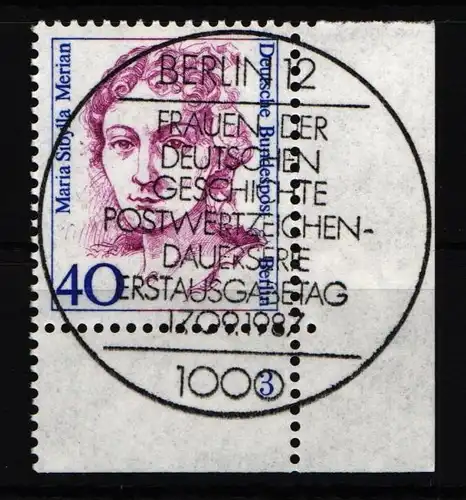 Maria Sibylla Merian
Deutsche Bundespost Berlin
40
BERLIN 12
FRAUEN DER
DEUTSCHEN
GESCHICHTE
POSTWERTZEICHEN-
DAUERSERIE
ERSTAUSGABETAG
17.09.1987
1000
3